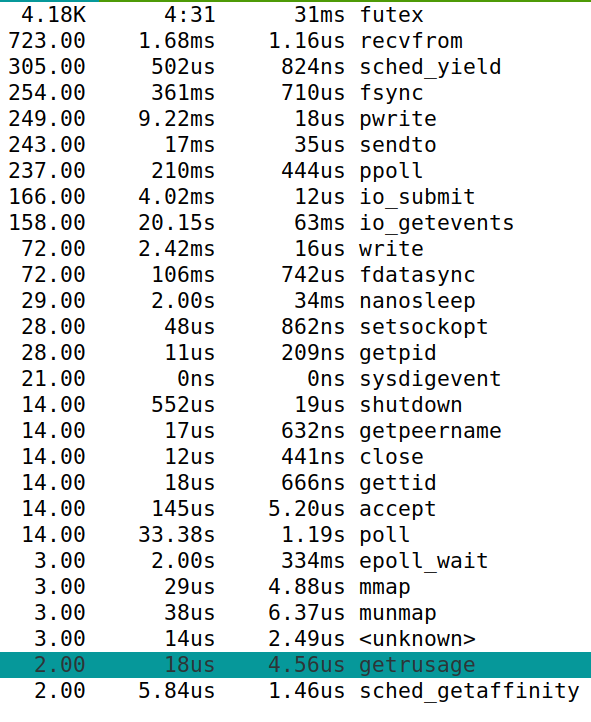 4.18K 4:31 31ms futex
723.00 1.68ms 1.16us recvfrom
305.00 502us 824ns sched_yield
254.00 361ms 710us fsync
249.00 9.22ms 18us pwrite
243.00 17ms 35us sendto
237.00 210ms 444us ppoll
166.00 4.02ms 12us io_submit
158.00 20.15s 63ms io_getevents
72.00 2.42ms 16us write
72.00 106ms 742us fdatasync
29.00 2.00s 34ms nanosleep
28.00 48us 862ns setsockopt
28.00 11us 209ns getpid
21.00 0ns 0ns sysdigevent
14.00 552us 19us shutdown
14.00 17us 632ns getpeername
14.00 12us 441ns close
14.00 18us 666ns gettid
14.00 145us 5.20us accept
14.00 33.38s 1.19s poll
3.00 2.00s 334ms epoll_wait
3.00 29us 4.88us mmap
3.00 38us 6.37us munmap
3.00 14us 2.49us <unknown>
2.00 18us 4.56us getrusage
2.00 5.84us 1.46us sched_getaffinity